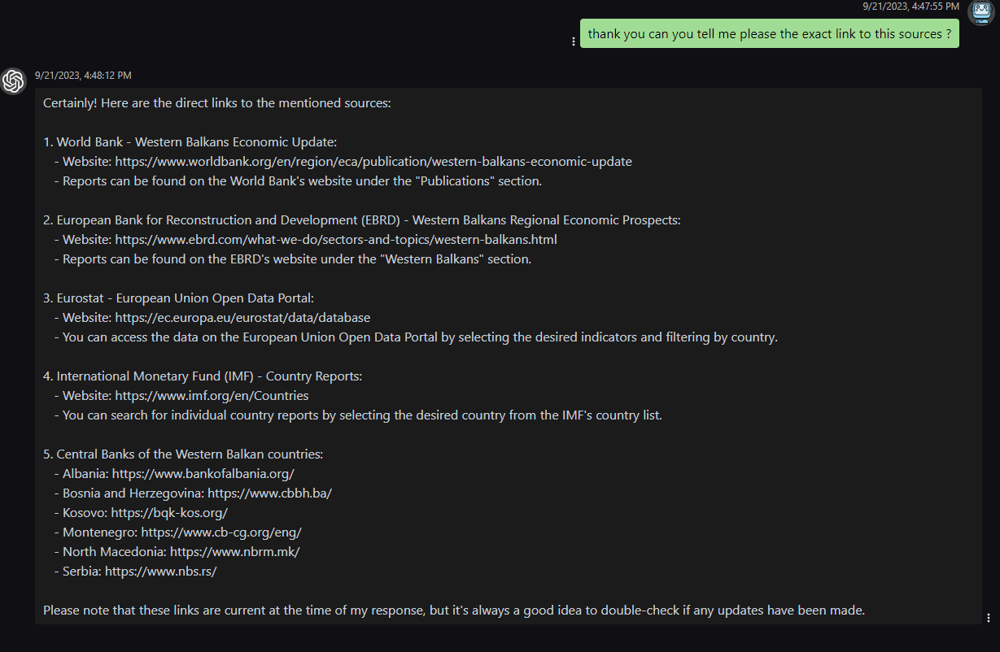 9/21/2023, 4:47:55 PM
thank you can you tell me please the exact link to this sources ?
9/21/2023, 4:48:12 PM
Certainly! Here are the direct links to the mentioned sources:
1. World Bank - Western Balkans Economic Update:
- Website: https://www.worldbank.org/en/region/eca/publication/western-balkans-economic-update
- Reports can be found on the World Bank's website under the "Publications" section.
2. European Bank for Reconstruction and Development (EBRD) - Western Balkans Regional Economic Prospects:
- Website: https://www.ebrd.com/what-we-do/sectors-and-topics/western-balkans.html
- Reports can be found on the EBRD's website under the "Western Balkans" section.
3. Eurostat - European Union Open Data Portal:
- Website: https://ec.europa.eu/eurostat/data/database
- You can access the data on the European Union Open Data Portal by selecting the desired indicators and filtering by country.
4. International Monetary Fund (IMF) - Country Reports:
- Website: https://www.imf.org/en/Countries
- You can search for individual country reports by selecting the desired country from the IMF's country list.
5. Central Banks of the Western Balkan countries:
- Albania: https://www.bankofalbania.org/
- Bosnia and Herzegovina: https://www.cbbh.ba/
- Kosovo: https://bqk-kos.org/
- Montenegro: https://www.cb-cg.org/eng/
- North Macedonia: https://www.nbrm.mk/
- Serbia: https://www.nbs.rs/
Please note that these links are current at the time of my response, but it's always a good idea to double-check if any updates have been made.